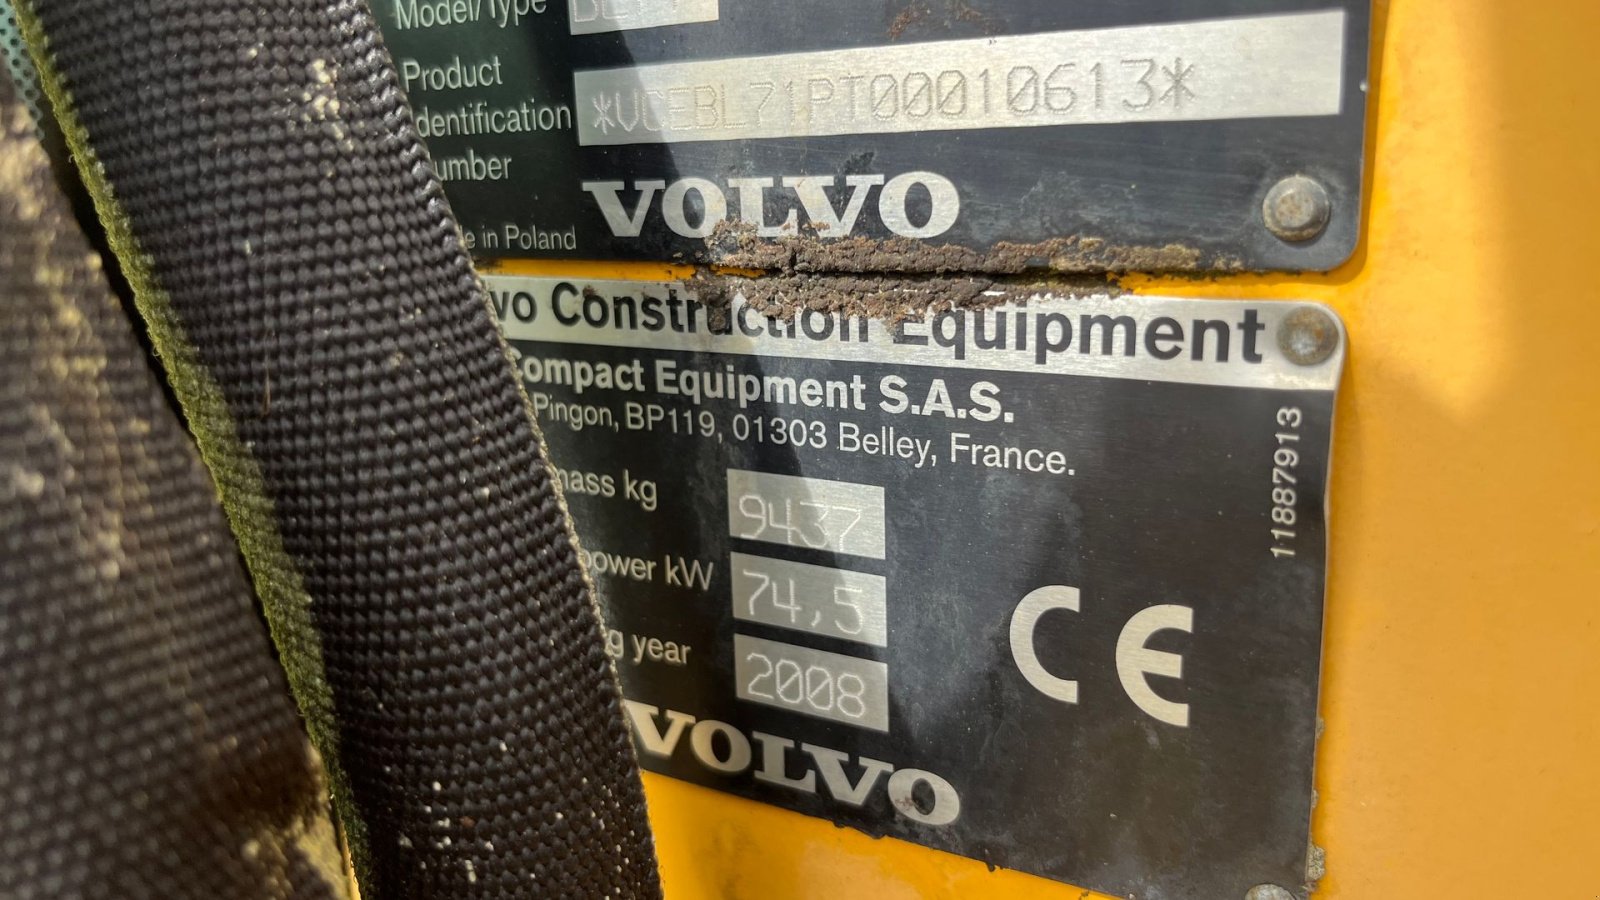 Model/Type
Product
*VCEBL71PT00010613*
dentification
umber
VOLVO
e in Poland
vo Construction Equipment
Compact Equipment S.A.S.
Pingon, BP119, 01303 Belley, France.
mass kg 9437
power kW 74,5
g year 2008
VOLVO
CE
11887913